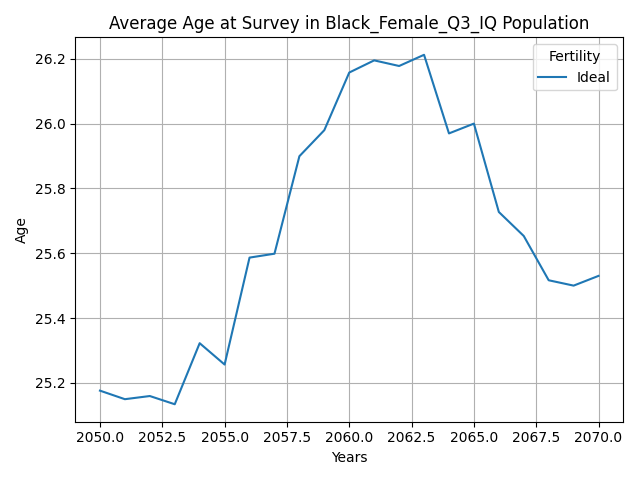 Average Age at Survey in Black_Female_Q3_IQ Population
Fertility
Ideal
26.2
26.0
25.8
25.6
25.4
25.2
Age
2050.0 2052.5 2055.0 2057.5 2060.0 2062.5 2065.0 2067.5 2070.0
Years